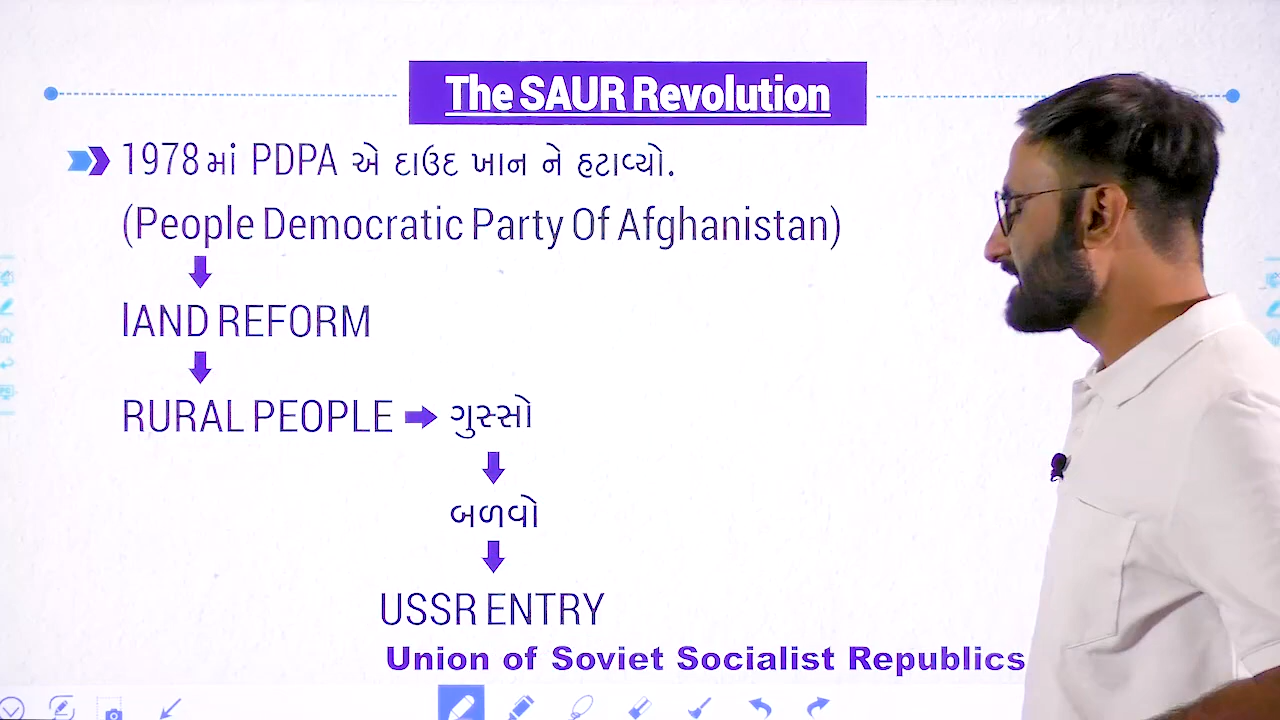 The SAUR Revolution
1978માં PDPA એ દાઉદ ખાન ને હટાવ્યો.
(People Democratic Party Of Afghanistan)
lAND REFORM
RURAL PEOPLE ➡ ગુસ્સો
બળવો
USSR ENTRY
Union of Soviet Socialist Republics